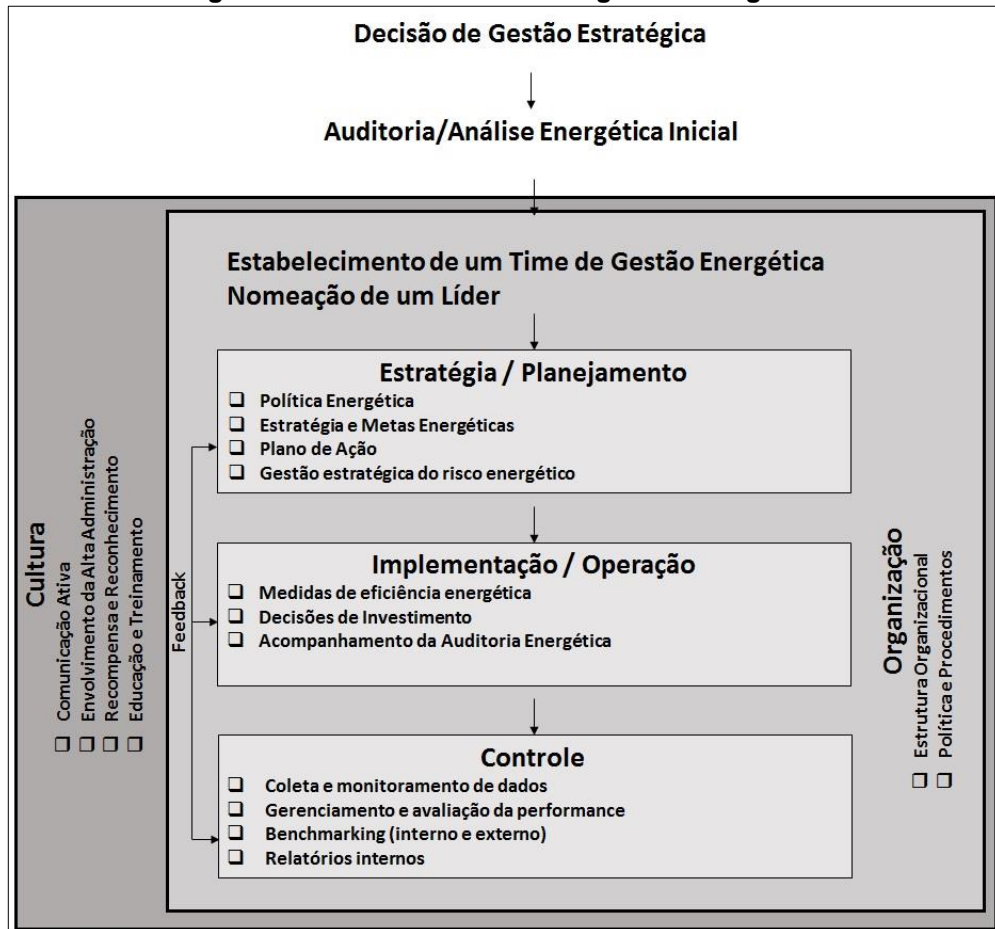 Decisão de Gestão Estratégica
Auditoria/Análise Energética Inicial
Estabelecimento de um Time de Gestão Energética
Nomeação de um Líder
Estratégia / Planejamento
❑ Política Energética
❑ Estratégia e Metas Energéticas
❑ Plano de Ação
❑ Gestão estratégica do risco energético
Implementação / Operação
❑ Medidas de eficiência energética
❑ Decisões de Investimento
❑ Acompanhamento da Auditoria Energética
Controle
❑ Coleta e monitoramento de dados
❑ Gerenciamento e avaliação da performance
❑ Benchmarking (interno e externo)
❑ Relatórios internos
Feedback
Cultura
❑ Comunicação Ativa
❑ Envolvimento da Alta Administração
❑ Recompensa e Reconhecimento
❑ Educação e Treinamento
Organização
❑ Estrutura Organizacional
❑ Política e Procedimentos